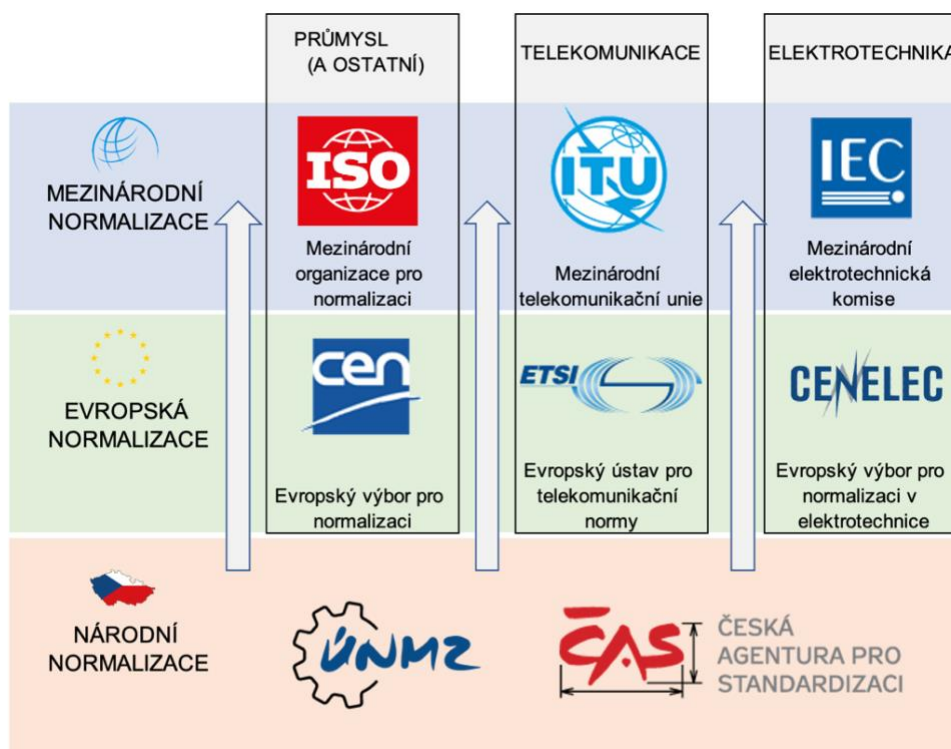 PRŮMYSL
(A OSTATNÍ)
TELEKOMUNIKACE
ELEKTROTECHNIKA
MEZINÁRODNÍ
NORMALIZACE
ISO
Mezinárodní
organizace pro
normalizaci
ITU
Mezinárodní
telekomunikační unie
IEC
Mezinárodní
elektrotechnická
komise
EVROPSKÁ
NORMALIZACE
cen
Evropský výbor pro
normalizaci
ETSI
Evropský ústav pro
telekomunikační
normy
CENELEC
Evropský výbor pro
normalizaci v
elektrotechnice
NÁRODNÍ
NORMALIZACE
ÚNMZ
ČAS
ČESKÁ
AGENTURA PRO
STANDARDIZACI